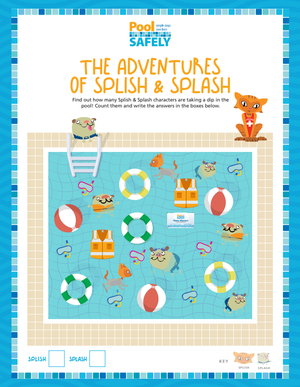 Pool
SAFELY
THE ADVENTURES
OF SPLISH & SPLASH
Find out how many Splish & Splash characters are taking a dip in the
pool! Count them and write the answers in the boxes below.
SPLISH
SPLASH
KEY
SPLISH
SPLASH